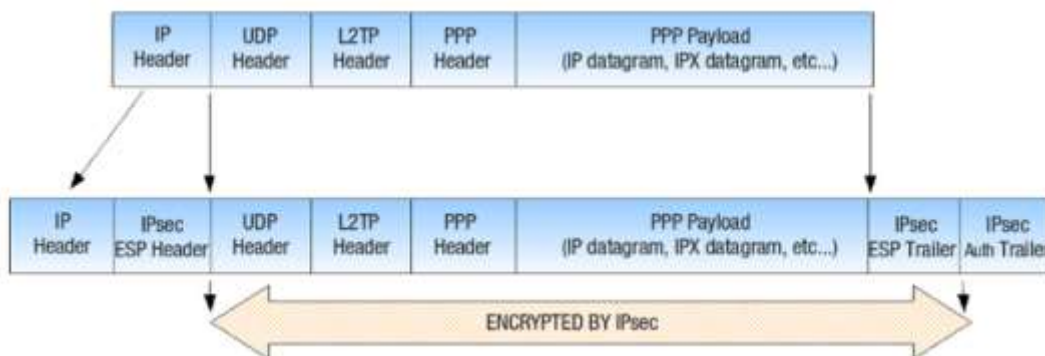 IP
Header
UDP
Header
L2TP
Header
PPP
Header
PPP Payload
(IP datagram, IPX datagram, etc...)
IP
Header
IPsec
ESP Header
UDP
Header
L2TP
Header
PPP
Header
PPP Payload
(IP datagram, IPX datagram, etc...)
IPsec
ESP Trailer
IPsec
Auth Trailer
ENCRYPTED BY IPsec